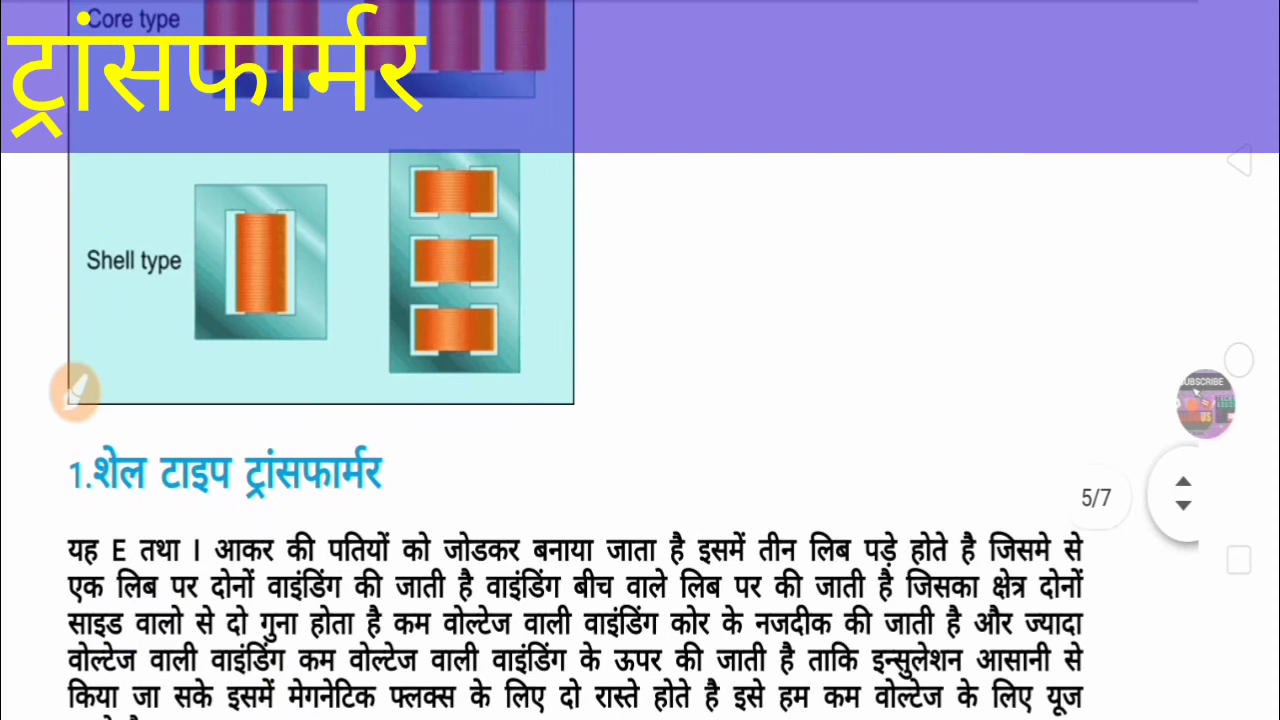 Core type
ट्रांसफार्मर
Shell type
SUBSCRIBE
1.शेल टाइप ट्रांसफार्मर
5/7
यह E तथा I आकर की पतियों को जोडकर बनाया जाता है इसमें तीन लिब पड़े होते है जिसमे से
एक लिब पर दोनों वाइंडिंग की जाती है वाइंडिंग बीच वाले लिब पर की जाती है जिसका क्षेत्र दोनों
साइड वालो से दो गुना होता है कम वोल्टेज वाली वाइंडिंग कोर के नजदीक की जाती है और ज्यादा
वोल्टेज वाली वाइंडिंग कम वोल्टेज वाली वाइंडिंग के ऊपर की जाती है ताकि इन्सुलेशन आसानी से
किया जा सके इसमें मेगनेटिक फ्लक्स के लिए दो रास्ते होते है इसे हम कम वोल्टेज के लिए यूज